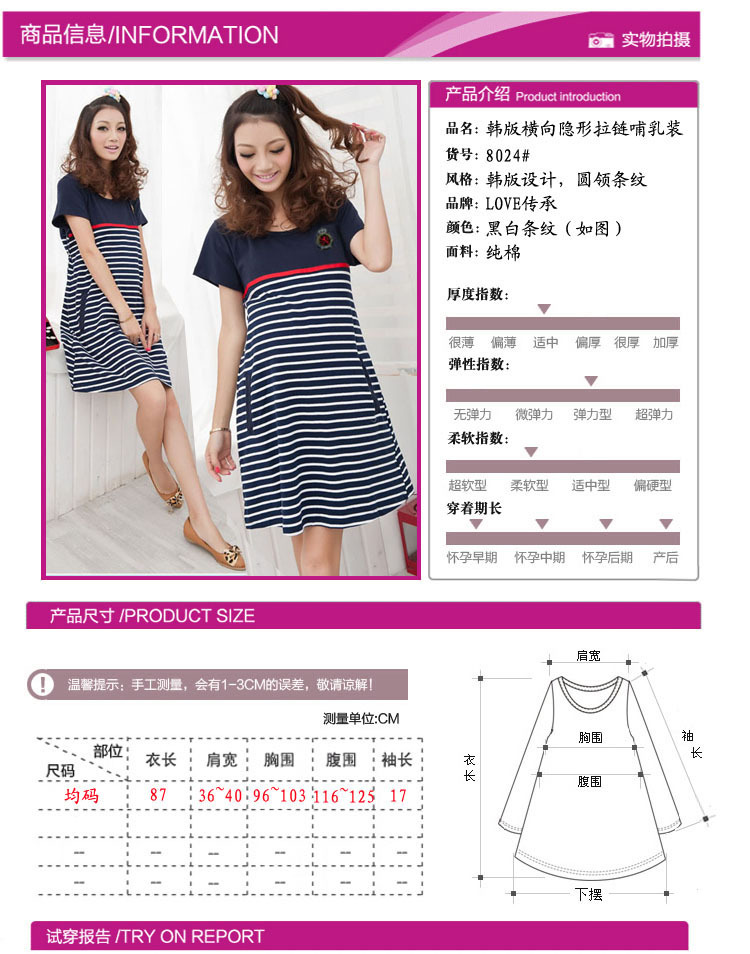 商品信息/INFORMATION
实物拍摄
产品介绍 Product introduction
品名：韩版横向隐形拉链哺乳装
货号：8024#
风格：韩版设计，圆领条纹
品牌：LOVE传承
颜色：黑白条纹（如图）
面料：纯棉
厚度指数：
很薄 偏薄 适中 偏厚 很厚 加厚
弹性指数：
无弹力 微弹力 弹力型 超弹力
柔软指数：
超软型 柔软型 适中型 偏硬型
穿着期长
怀孕早期 怀孕中期 怀孕后期 产后
产品尺寸 /PRODUCT SIZE
! 温馨提示：手工测量，会有1-3CM的误差，敬请谅解！
测量单位:CM
部位 尺码 衣长 肩宽 胸围 腹围 袖长
均码 87 36~40 96~103 116~125 17
-- -- -- -- -- --
-- -- -- -- -- --
肩宽
胸围
腹围
衣长
袖长
下摆
试穿报告 /TRY ON REPORT